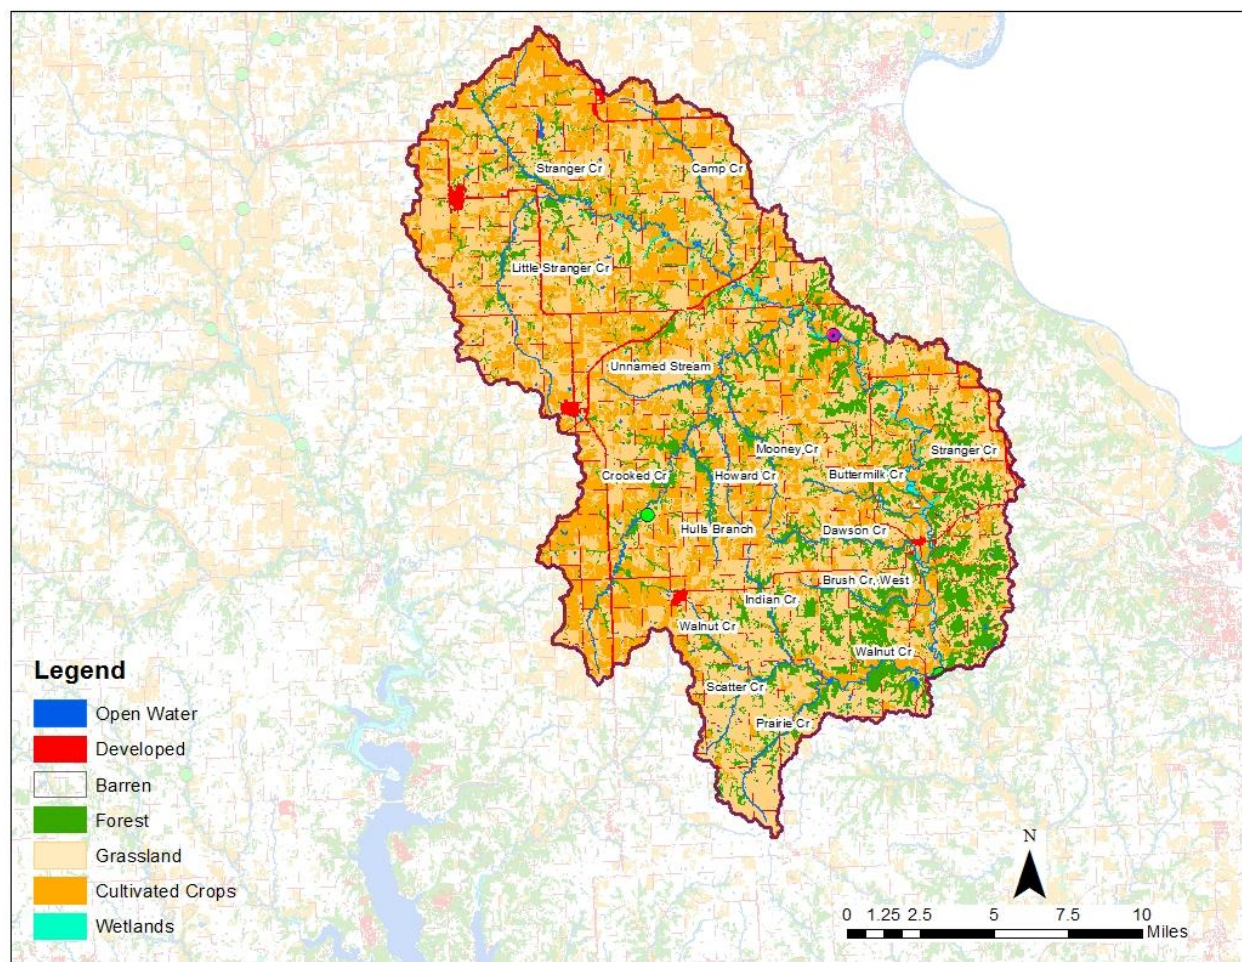 Stranger Cr
Camp Cr
Little Stranger Cr
Unnamed Stream
Mooney Cr
Stranger Cr
Crooked Cr
Howard Cr
Buttermilk Cr
Hulls Branch
Dawson Cr
Brush Cr, West
Indian Cr
Walnut Cr
Walnut Cr
Scatter Cr
Prairie Cr
Legend
Open Water
Developed
Barren
Forest
Grassland
Cultivated Crops
Wetlands
N
0 1.25 2.5 5 7.5 10
Miles